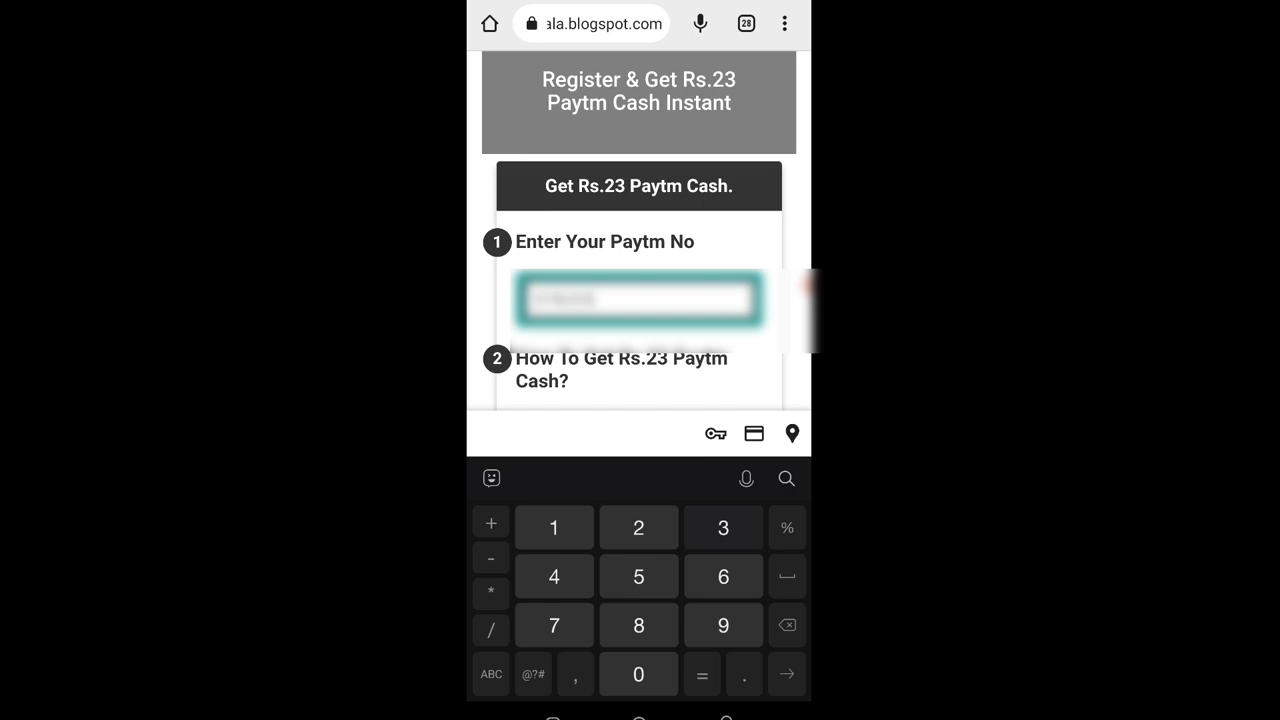 ala.blogspot.com
28
Register & Get Rs.23
Paytm Cash Instant
Get Rs.23 Paytm Cash.
1 Enter Your Paytm No
2 How To Get Rs.23 Paytm
Cash?
+ 1 2 3 %
- 4 5 6
* 7 8 9
/
ABC @?# , 0 = .